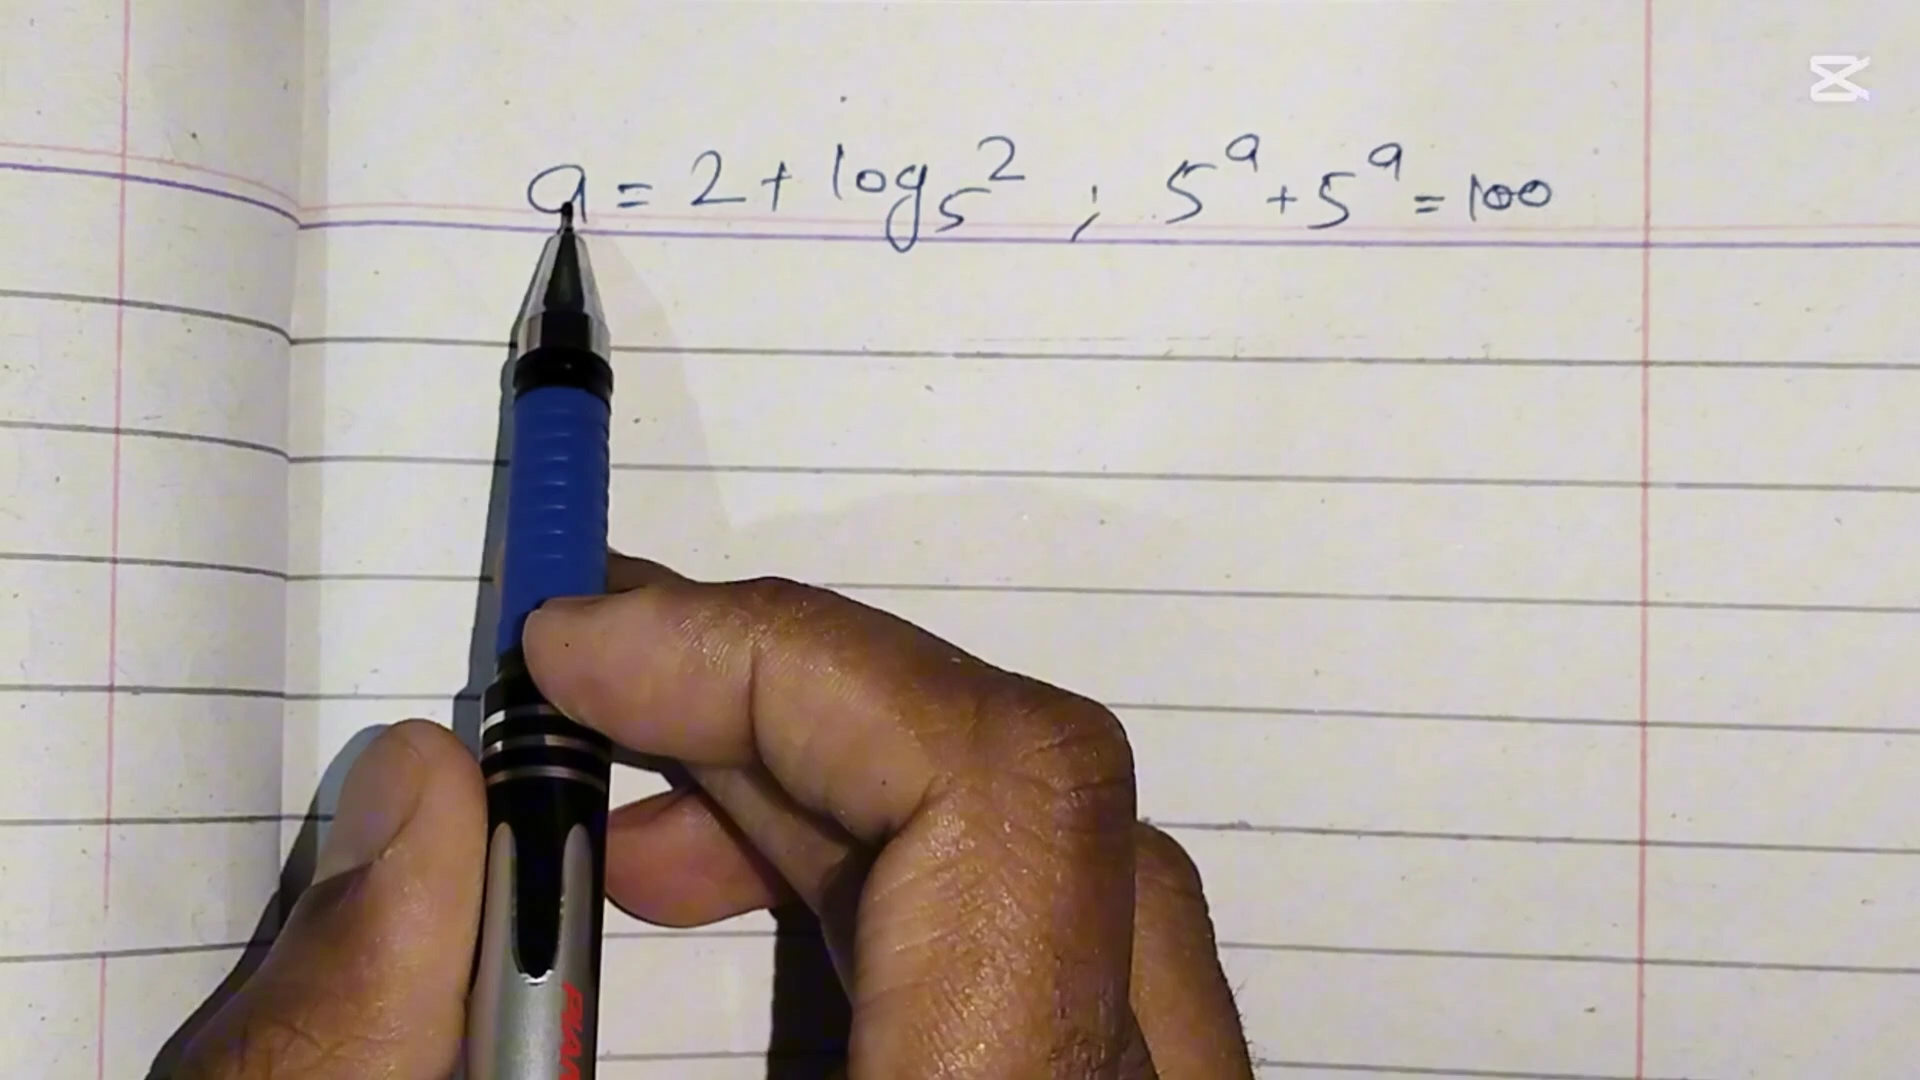 a = 2 + log₅2 ; 5ᵃ + 5ᵃ = 100